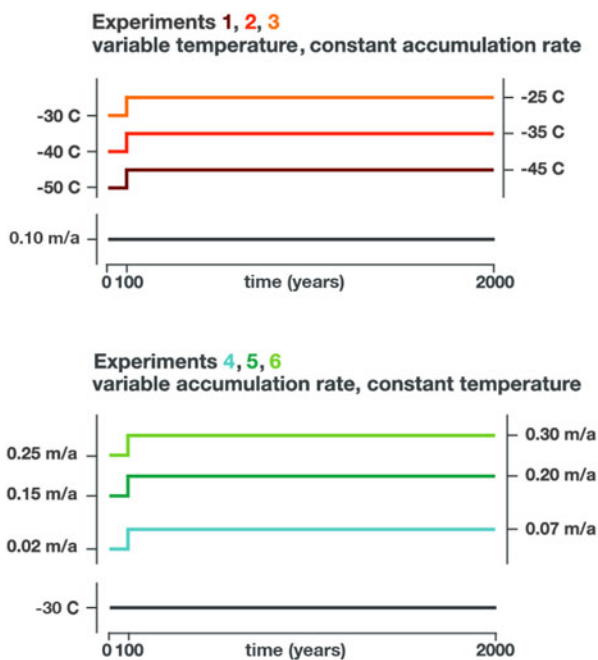 Experiments 1, 2, 3
variable temperature, constant accumulation rate
-30 C
-25 C
-40 C
-35 C
-50 C
-45 C
0.10 m/a
0 100 time (years) 2000
Experiments 4, 5, 6
variable accumulation rate, constant temperature
0.25 m/a
0.30 m/a
0.15 m/a
0.20 m/a
0.02 m/a
0.07 m/a
-30 C
0 100 time (years) 2000